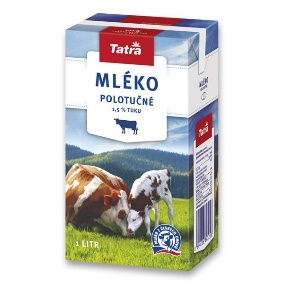 Tatra
MLÉKO
POLOTUČNÉ
1,5 % TUKU
1 LITR